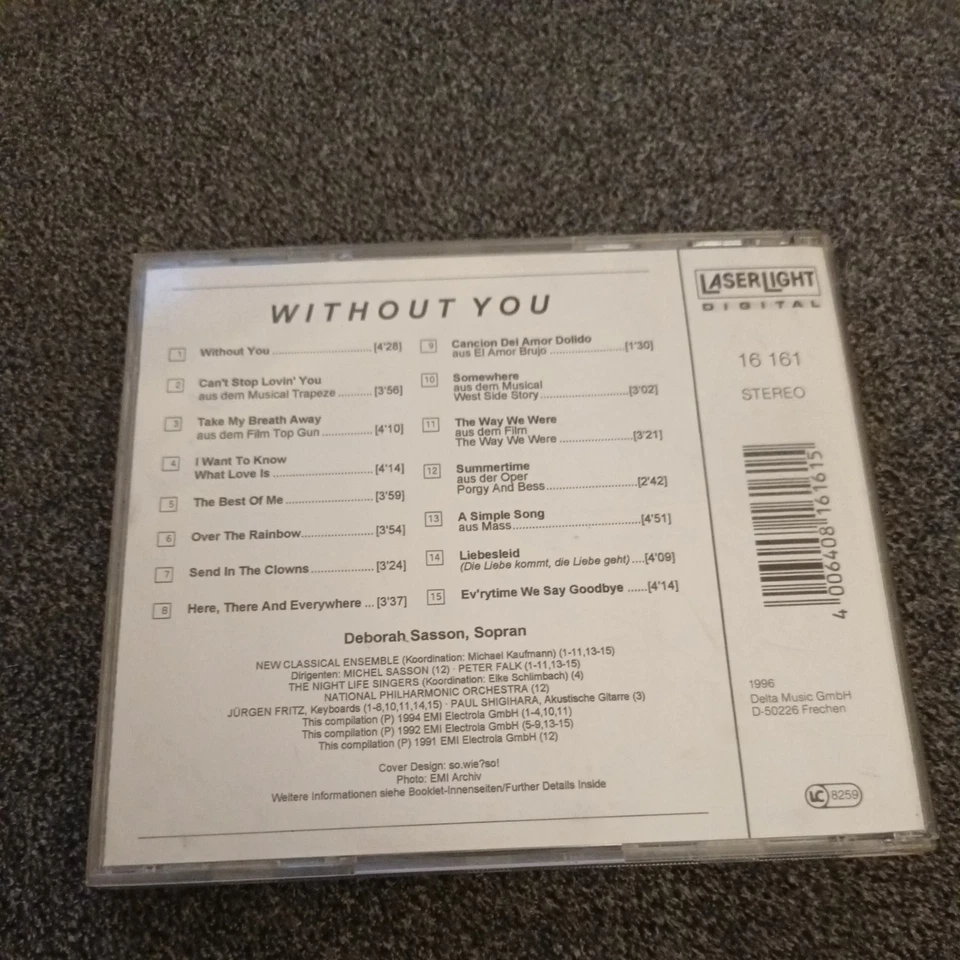 WITHOUT YOU
1 Without You [4'28]
2 Can't Stop Lovin' You
aus dem Musical Trapeze [3'56]
3 Take My Breath Away
aus dem Film Top Gun [4'10]
4 I Want To Know
What Love Is [4'14]
5 The Best Of Me [3'59]
6 Over The Rainbow [3'54]
7 Send In The Clowns [3'24]
8 Here, There And Everywhere ... [3'37]
9 Cancion Del Amor Dolido
aus El Amor Brujo [1'30]
10 Somewhere
aus dem Musical
West Side Story [3'02]
11 The Way We Were
aus dem Film
The Way We Were [3'21]
12 Summertime
aus der Oper
Porgy And Bess [2'42]
13 A Simple Song
aus Mass [4'51]
14 Liebesleid
(Die Liebe kommt, die Liebe geht) .... [4'09]
15 Ev'rytime We Say Goodbye ...... [4'14]
Deborah Sasson, Sopran
NEW CLASSICAL ENSEMBLE (Koordination: Michael Kaufmann) (1-11,13-15)
Dirigenten: MICHEL SASSON (12) · PETER FALK (1-11,13-15)
THE NIGHT LIFE SINGERS (Koordination: Elke Schlimbach) (4)
NATIONAL PHILHARMONIC ORCHESTRA (12)
JÜRGEN FRITZ, Keyboards (1-8,10,11,14,15) · PAUL SHIGIHARA, Akustische Gitarre (3)
This compilation (P) 1994 EMI Electrola GmbH (1-4,10,11)
This compilation (P) 1992 EMI Electrola GmbH (5-9,13-15)
This compilation (P) 1991 EMI Electrola GmbH (12)
Cover Design: so.wie?so!
Photo: EMI Archiv
Weitere Informationen siehe Booklet-Innenseiten/Further Details Inside
LASERLIGHT
DIGITAL
16 161
STEREO
4 006408 161615
1996
Delta Music GmbH
D-50226 Frechen
LC 8259